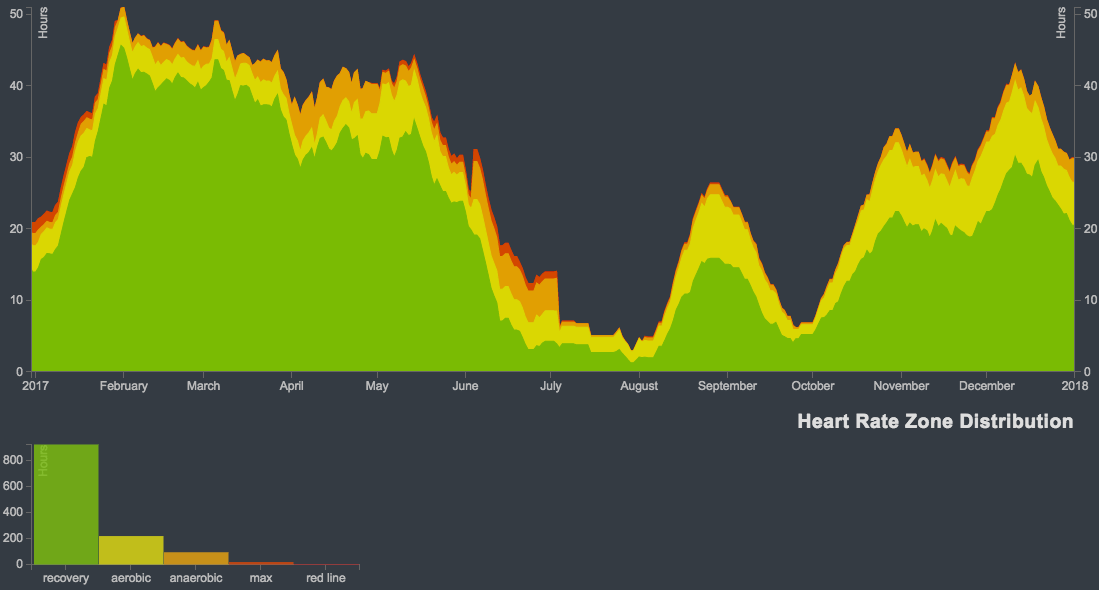 Hours
Hours
50
40
30
20
10
0
50
40
30
20
10
0
2017 February March April May June July August September October November December 2018
Heart Rate Zone Distribution
Hours
800
600
400
200
0
recovery aerobic anaerobic max red line